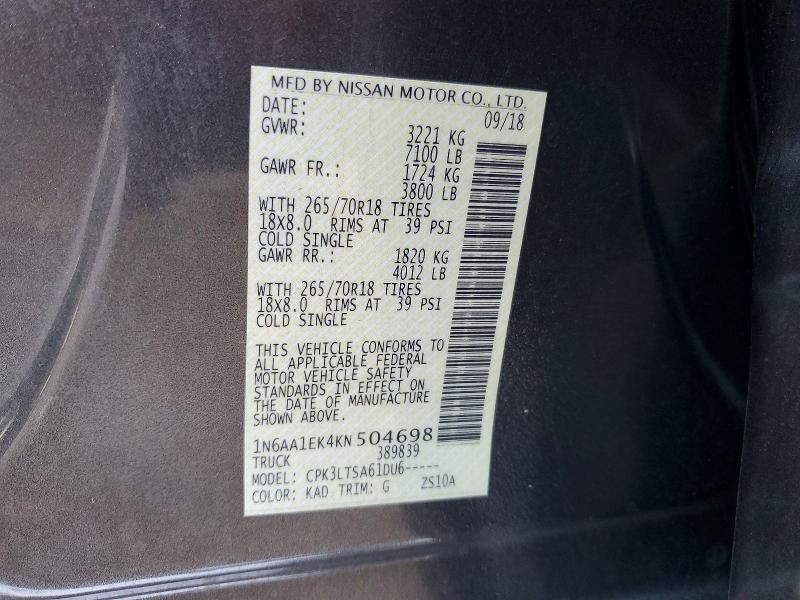 MFD BY NISSAN MOTOR CO., LTD.
DATE: 09/18
GVWR: 3221 KG
7100 LB
GAWR FR.: 1724 KG
3800 LB
WITH 265/70R18 TIRES
18X8.0 RIMS AT 39 PSI
COLD SINGLE
GAWR RR.: 1820 KG
4012 LB
WITH 265/70R18 TIRES
18X8.0 RIMS AT 39 PSI
COLD SINGLE
THIS VEHICLE CONFORMS TO
ALL APPLICABLE FEDERAL
MOTOR VEHICLE SAFETY
STANDARDS IN EFFECT ON
THE DATE OF MANUFACTURE
SHOWN ABOVE.
1N6AA1EK4KN504698
TRUCK 389839
MODEL: CPK3LTSA61DU6-----
COLOR: KAD TRIM: G ZS10A